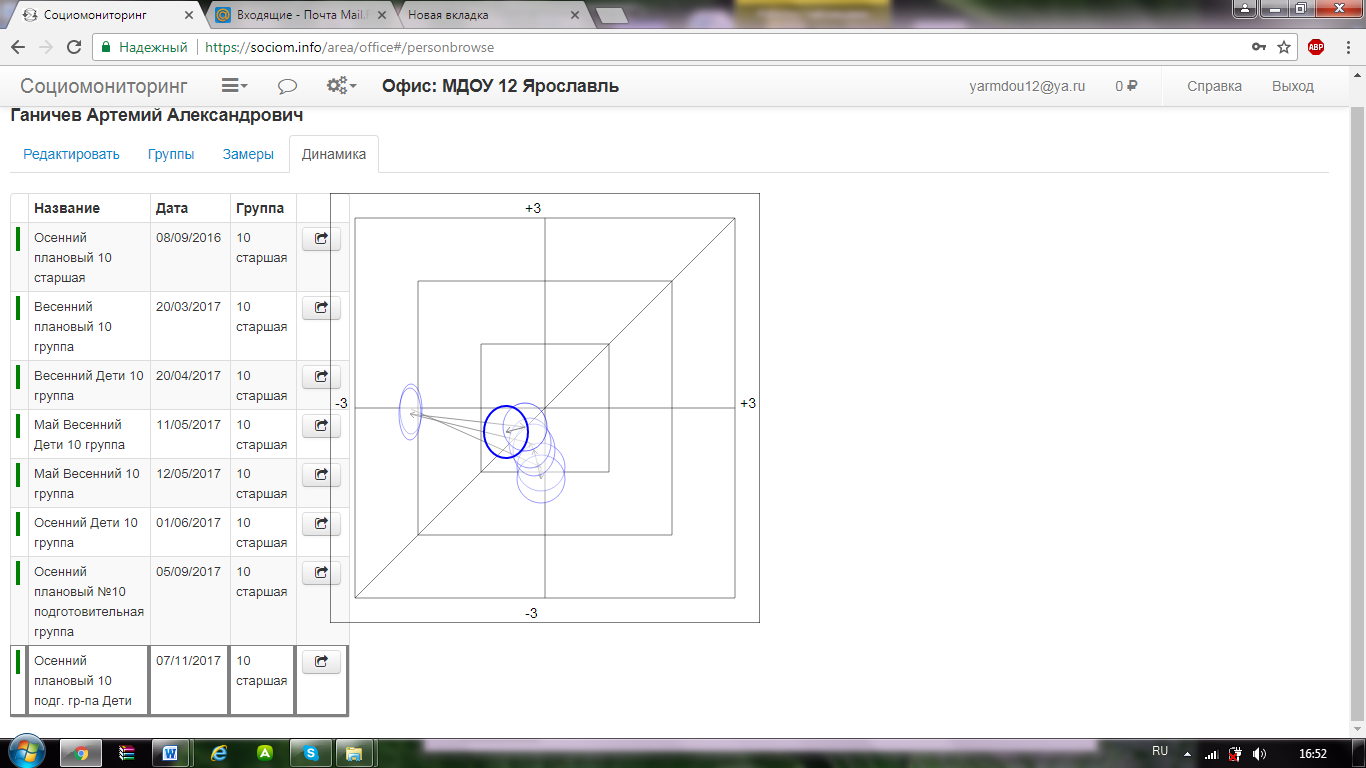 Социомониторинг
Входящие - Почта Mail.R
Новая вкладка
Надежный
https://sociom.info/area/office#/personbrowse
ABP
Социомониторинг
Офис: МДОУ 12 Ярославль
yarmdou12@ya.ru
0 ₽
Справка
Выход
Ганичев Артемий Александрович
Редактировать
Группы
Замеры
Динамика
Название Дата Группа
Осенний 08/09/2016 10
плановый 10 старшая
старшая
Весенний 20/03/2017 10
плановый 10 старшая
группа
Весенний Дети 10 20/04/2017 10
группа старшая
Май Весенний 11/05/2017 10
Дети 10 группа старшая
Май Весенний 10 12/05/2017 10
группа старшая
Осенний Дети 10 01/06/2017 10
группа старшая
Осенний 05/09/2017 10
плановый №10 старшая
подготовительная
группа
Осенний 07/11/2017 10
плановый 10 старшая
подг. гр-па Дети
+3
-3
+3
-3
RU
16:52